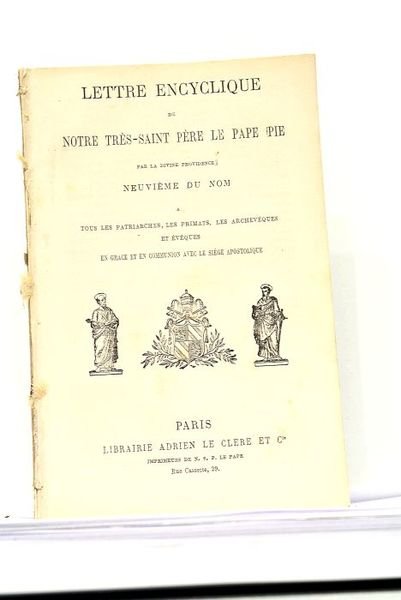 LETTRE ENCYCLIQUE
DE
NOTRE TRÈS-SAINT PÈRE LE PAPE PIE
PAR LA DIVINE PROVIDENCE,
NEUVIÈME DU NOM
A
TOUS LES PATRIARCHES, LES PRIMATS, LES ARCHEVÊQUES
ET ÉVÊQUES
EN GRACE ET EN COMMUNION AVEC LE SIÉGE APOSTOLIQUE
PARIS
LIBRAIRIE ADRIEN LE CLERE ET Cie
IMPRIMEURS DE N. S. P. LE PAPE
Rue Cassette, 29.